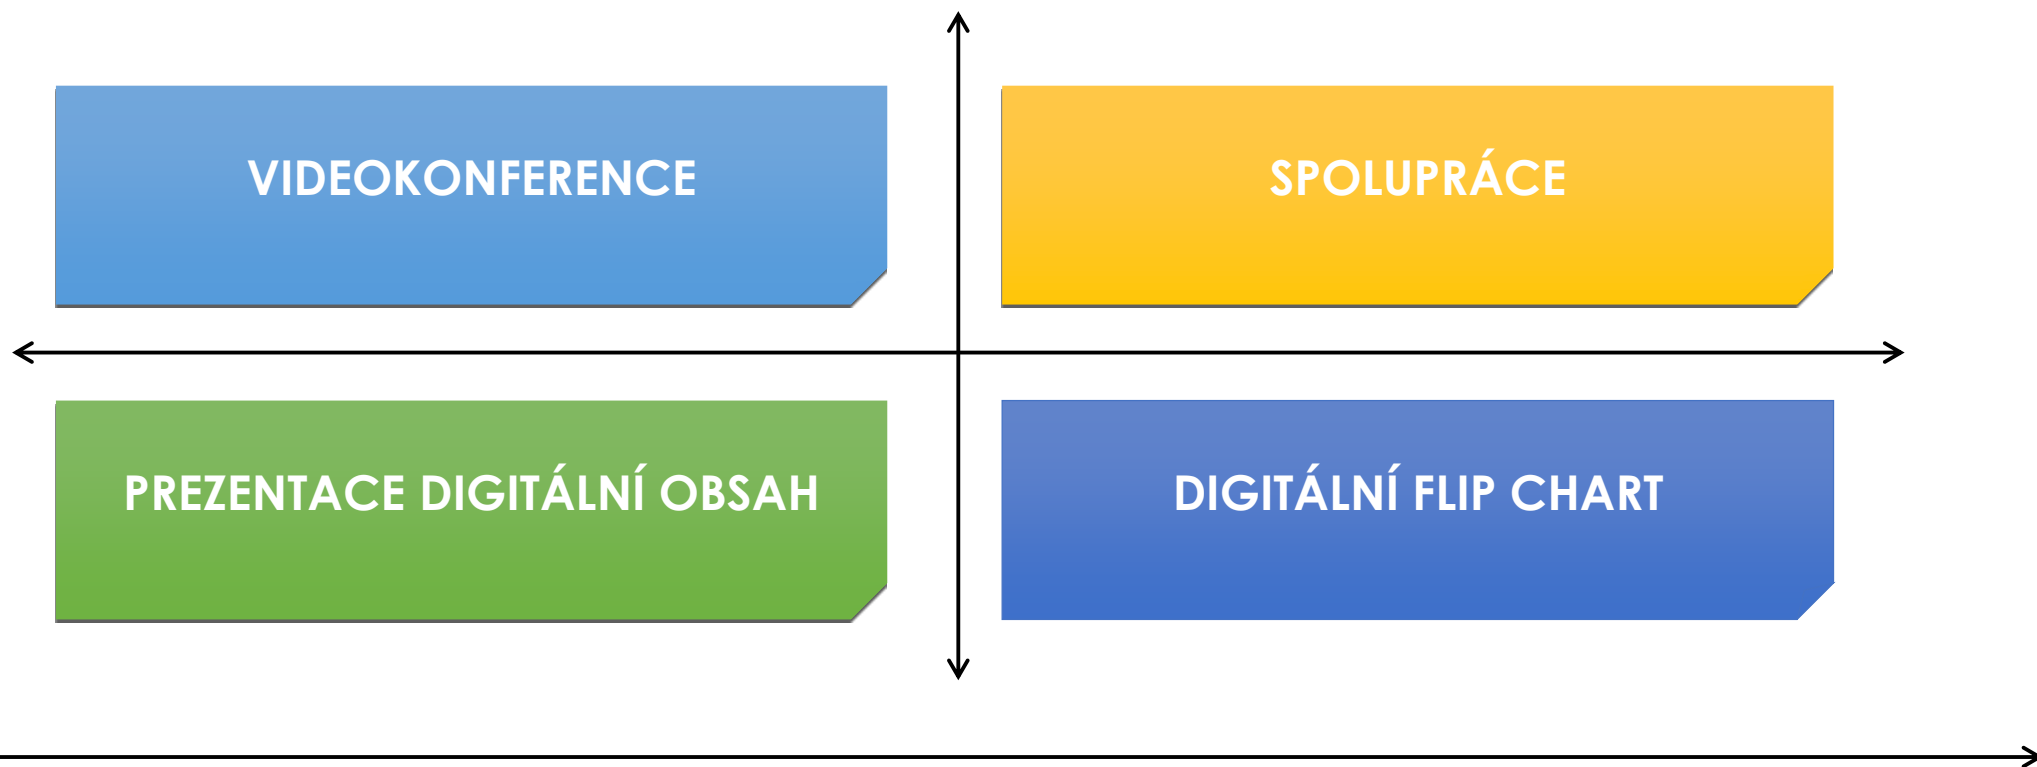 VIDEOKONFERENCE
SPOLUPRÁCE
PREZENTACE DIGITÁLNÍ OBSAH
DIGITÁLNÍ FLIP CHART